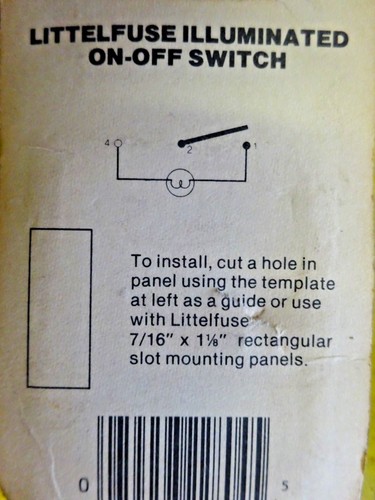 LITTELFUSE ILLUMINATED
ON-OFF SWITCH
4 2 1
To install, cut a hole in
panel using the template
at left as a guide or use
with Littelfuse
7/16" x 1⅛" rectangular
slot mounting panels.
0 5